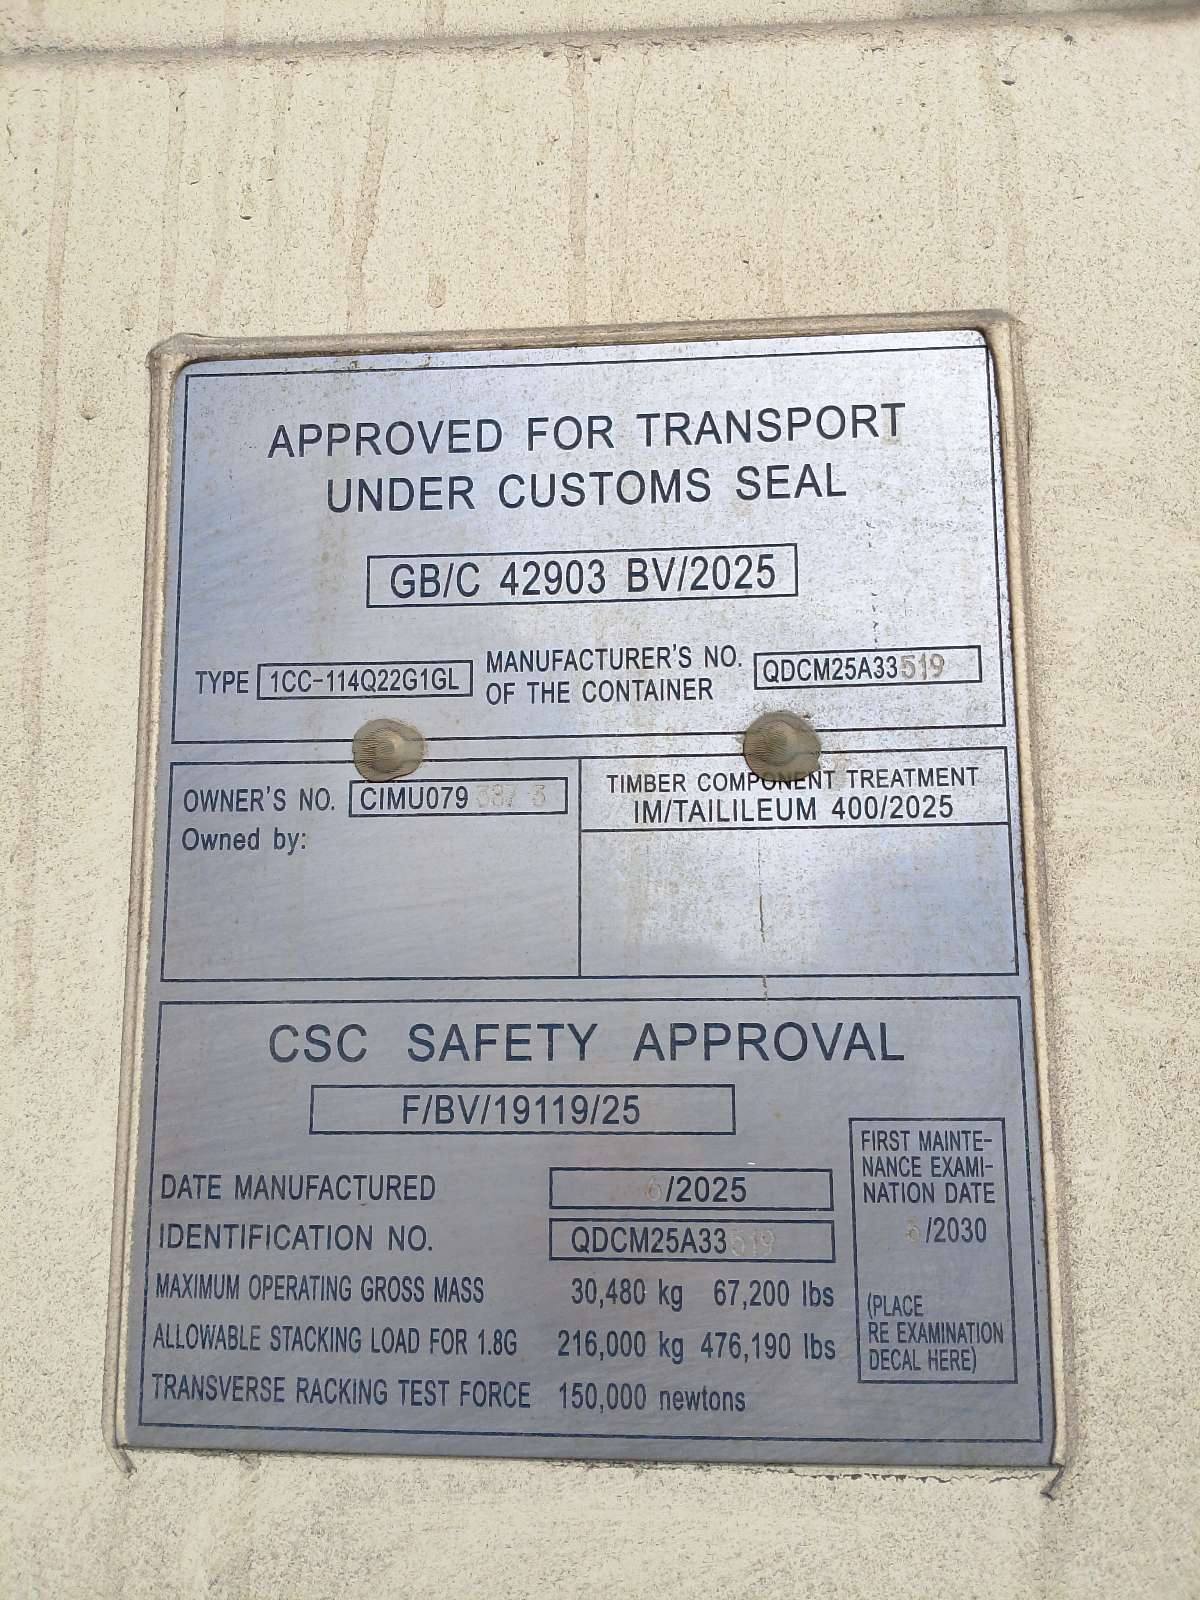 APPROVED FOR TRANSPORT
UNDER CUSTOMS SEAL
GB/C 42903 BV/2025
TYPE 1CC-114Q22G1GL MANUFACTURER'S NO. OF THE CONTAINER QDCM25A33519
OWNER'S NO. CIMU079
Owned by:
TIMBER COMPONENT TREATMENT
IM/TAILILEUM 400/2025
CSC SAFETY APPROVAL
F/BV/19119/25
DATE MANUFACTURED 6/2025
IDENTIFICATION NO. QDCM25A33519
MAXIMUM OPERATING GROSS MASS 30,480 kg 67,200 lbs
ALLOWABLE STACKING LOAD FOR 1.8G 216,000 kg 476,190 lbs
TRANSVERSE RACKING TEST FORCE 150,000 newtons
FIRST MAINTE-
NANCE EXAMI-
NATION DATE
6/2030
(PLACE
RE EXAMINATION
DECAL HERE)